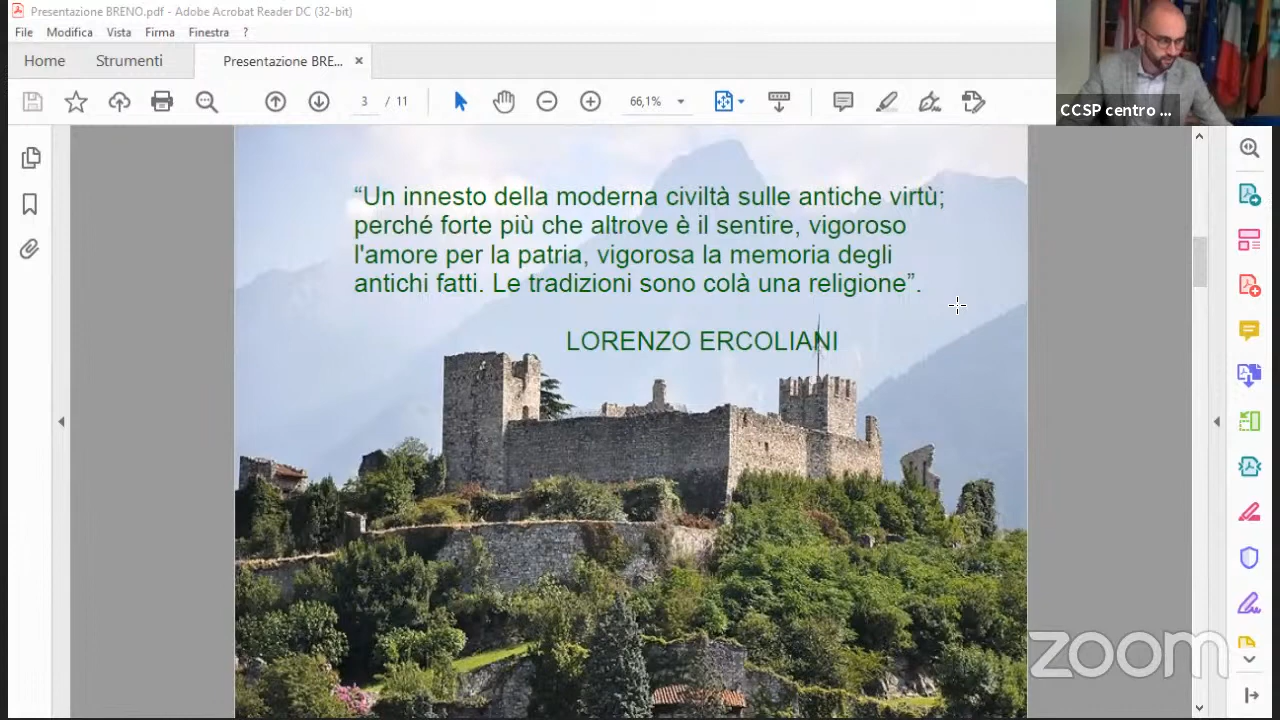 Presentazione BRENO.pdf - Adobe Acrobat Reader DC (32-bit)
File Modifica Vista Firma Finestra ?
Home Strumenti Presentazione BRE... ×
3 / 11 66,1%
CCSP centro ...
“Un innesto della moderna civiltà sulle antiche virtù;
perché forte più che altrove è il sentire, vigoroso
l'amore per la patria, vigorosa la memoria degli
antichi fatti. Le tradizioni sono colà una religione”.
LORENZO ERCOLIANI
zoom